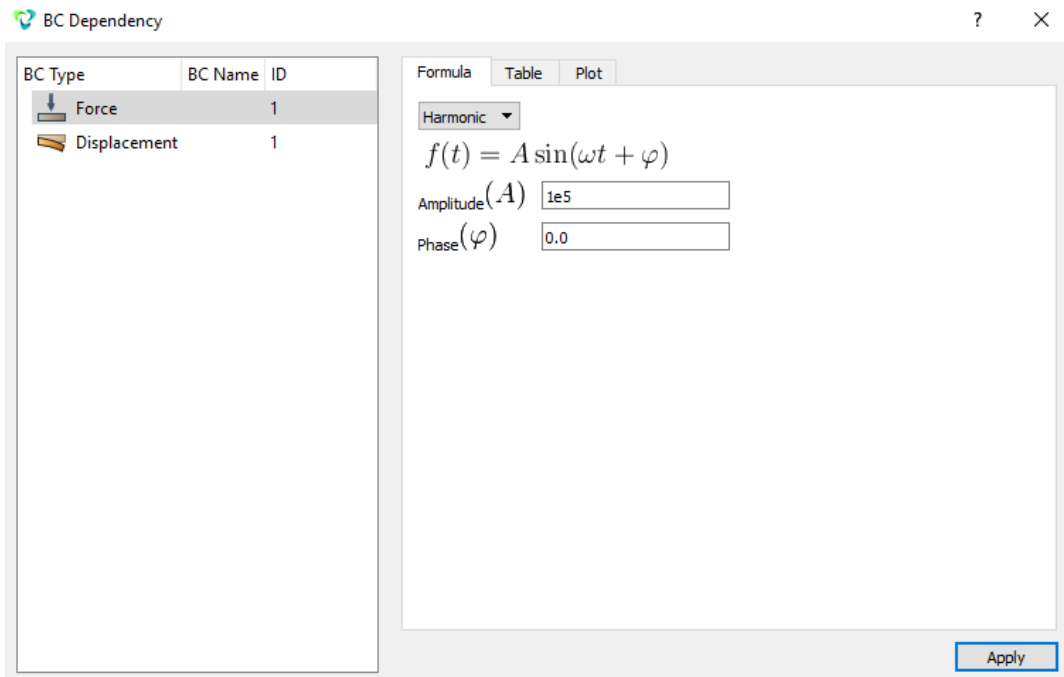 BC Dependency ? ×
BC Type BC Name ID
Force 1
Displacement 1
Formula Table Plot
Harmonic
f(t) = A sin(ωt + φ)
Amplitude(A) 1e5
Phase(φ) 0.0
Apply